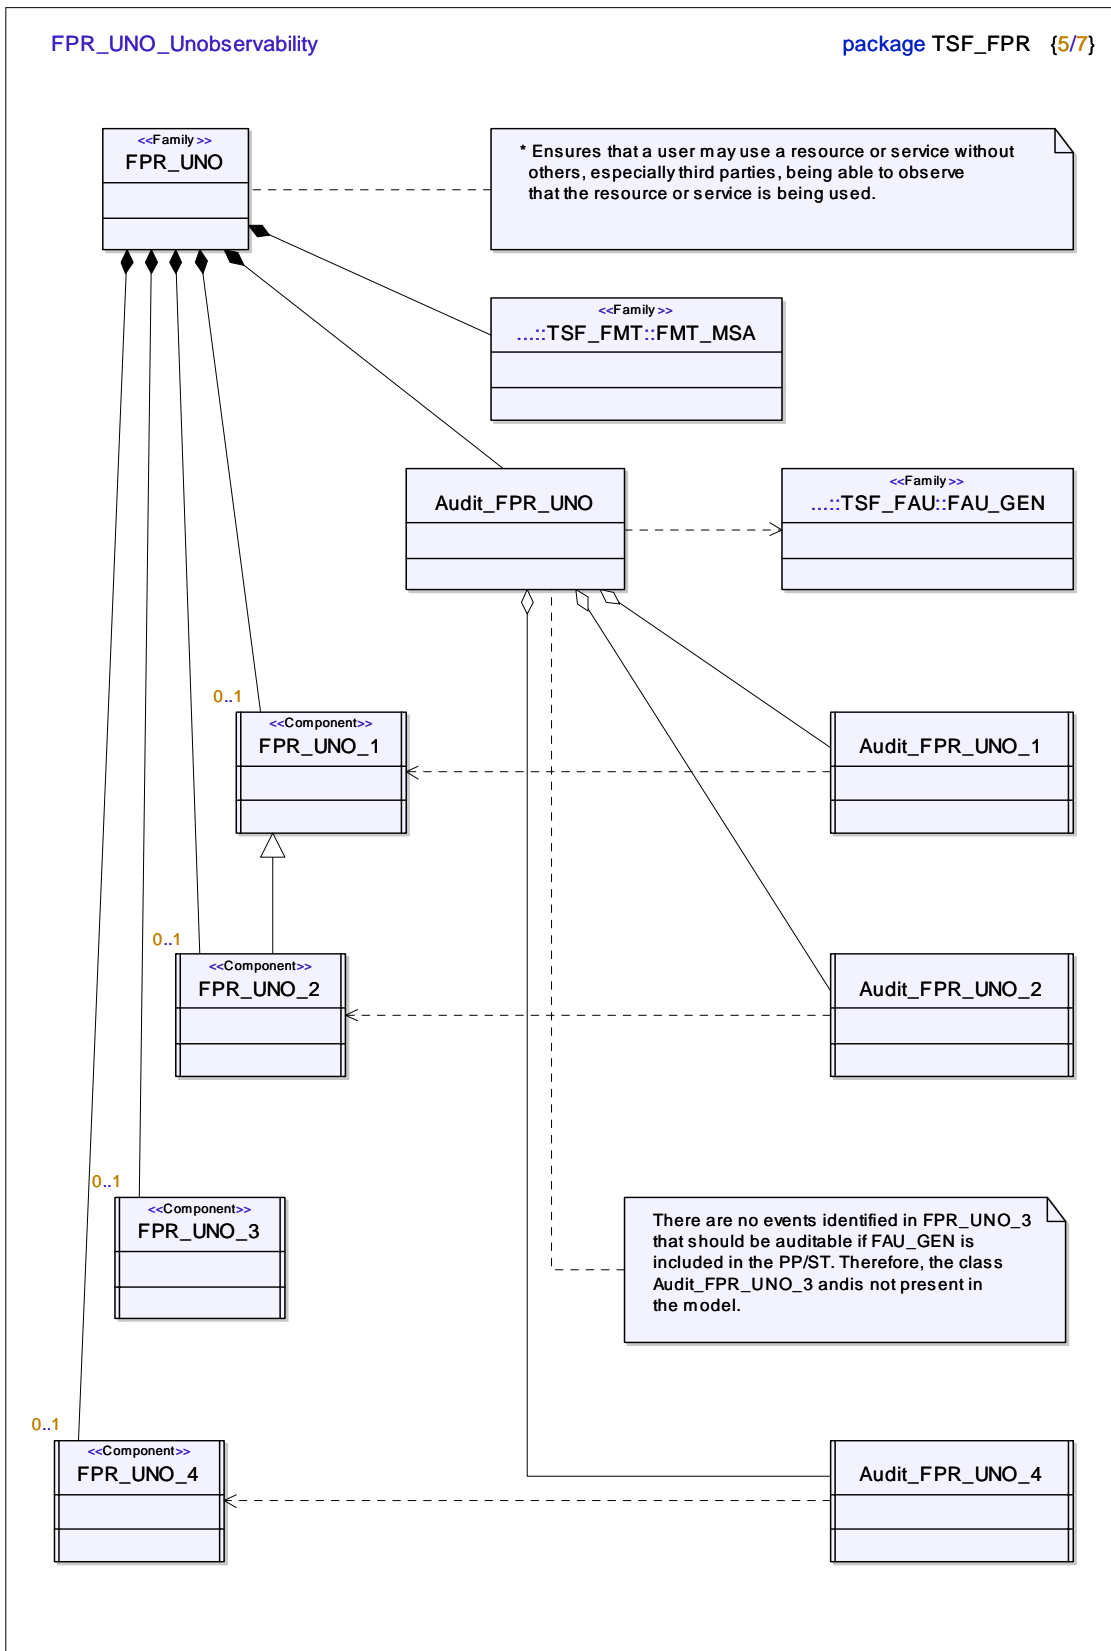 FPR_UNO_Unobservability
package TSF_FPR {5/7}
<<Family>>
FPR_UNO
* Ensures that a user may use a resource or service without
others, especially third parties, being able to observe
that the resource or service is being used.
<<Family>>
...::TSF_FMT::FMT_MSA
Audit_FPR_UNO
<<Family>>
...::TSF_FAU::FAU_GEN
0..1
<<Component>>
FPR_UNO_1
Audit_FPR_UNO_1
0..1
<<Component>>
FPR_UNO_2
Audit_FPR_UNO_2
0..1
<<Component>>
FPR_UNO_3
There are no events identified in FPR_UNO_3
that should be auditable if FAU_GEN is
included in the PP/ST. Therefore, the class
Audit_FPR_UNO_3 andis not present in
the model.
0..1
<<Component>>
FPR_UNO_4
Audit_FPR_UNO_4